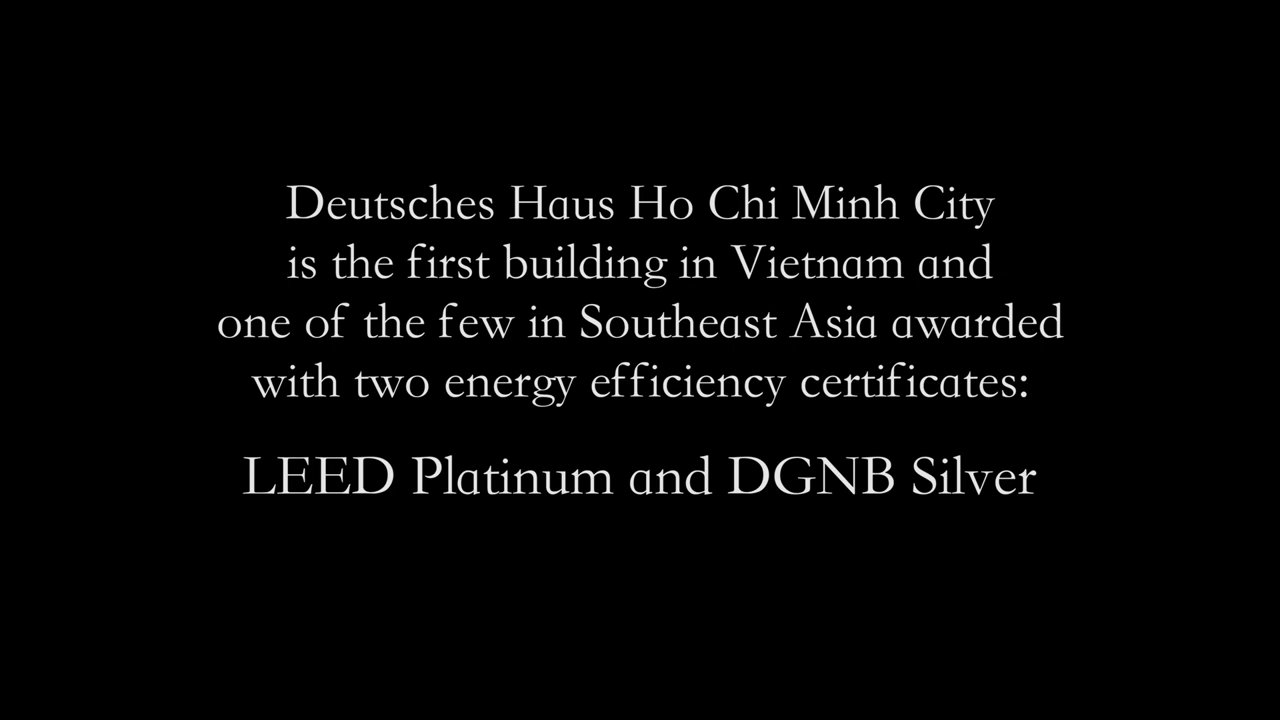 Deutsches Haus Ho Chi Minh City
is the first building in Vietnam and
one of the few in Southeast Asia awarded
with two energy efficiency certificates:
LEED Platinum and DGNB Silver